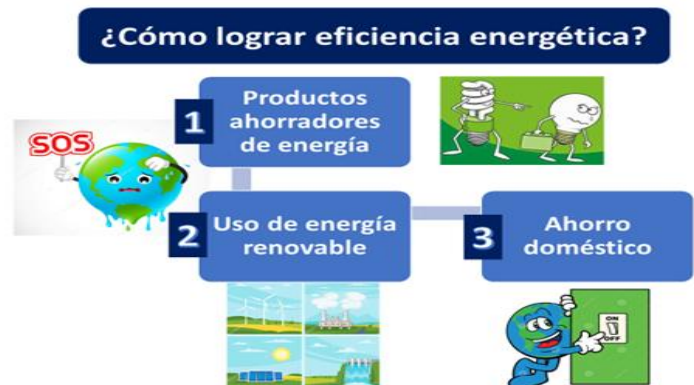 ¿Cómo lograr eficiencia energética?
1
Productos
ahorradores
de energía
SOS
2
Uso de energía
renovable
3
Ahorro
doméstico
ON
OFF